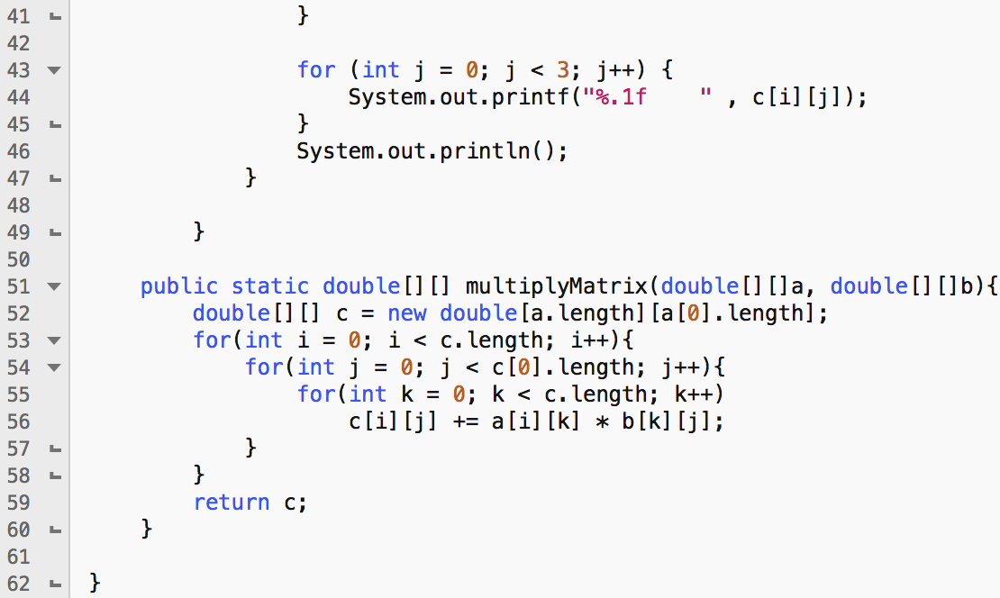 41                 }
42
43                 for (int j = 0; j < 3; j++) {
44                     System.out.printf("%.1f    " , c[i][j]);
45                 }
46                 System.out.println();
47             }
48
49         }
50
51     public static double[][] multiplyMatrix(double[][]a, double[][]b){
52         double[][] c = new double[a.length][a[0].length];
53         for(int i = 0; i < c.length; i++){
54             for(int j = 0; j < c[0].length; j++){
55                 for(int k = 0; k < c.length; k++)
56                     c[i][j] += a[i][k] * b[k][j];
57             }
58         }
59         return c;
60     }
61
62 }